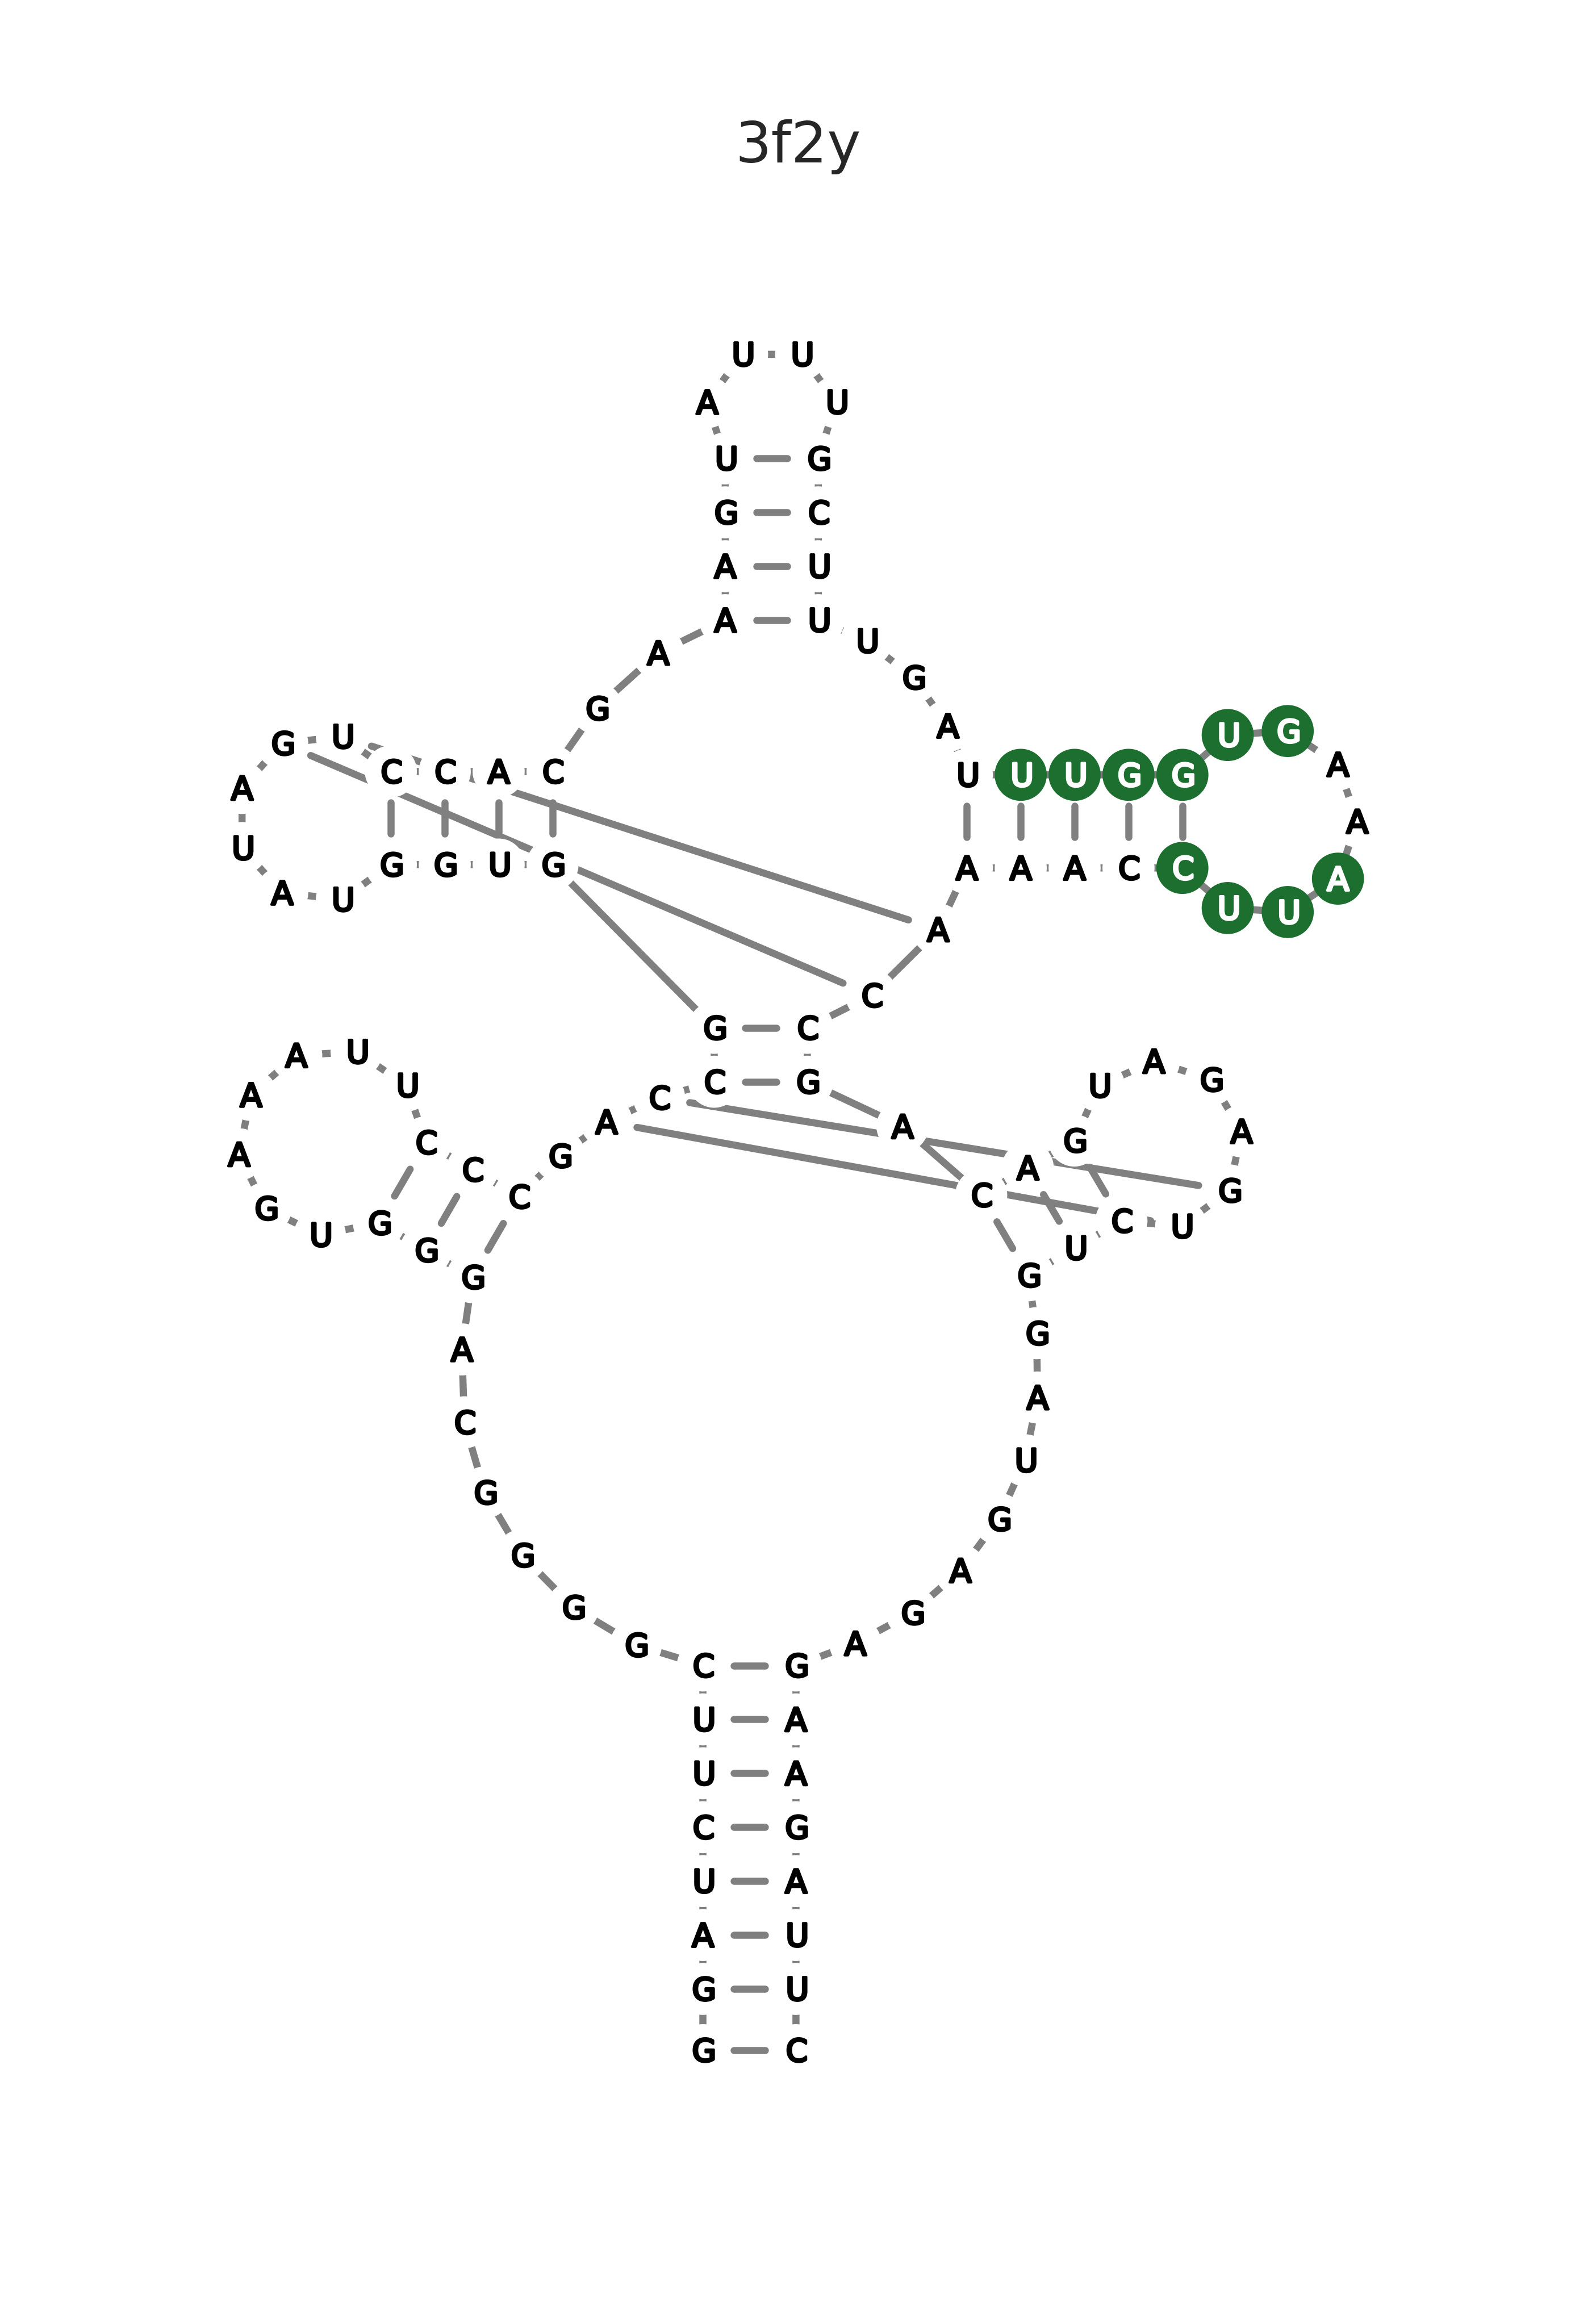 3f2y
U U
A U
U G
G C
A U
A U U
A G
G A
G U U G
C C A C U U U G G A
A A
U G G U G A A A C C A
A U U U
A
C
G C
A A U U C G U A G
A C A G A
A C A
G G
A C C C G
G U G U C U
G G
G G
A A
C U
G G
G A
G G
G A
C G
U A
U A
C G
U A
A U
G U
G C